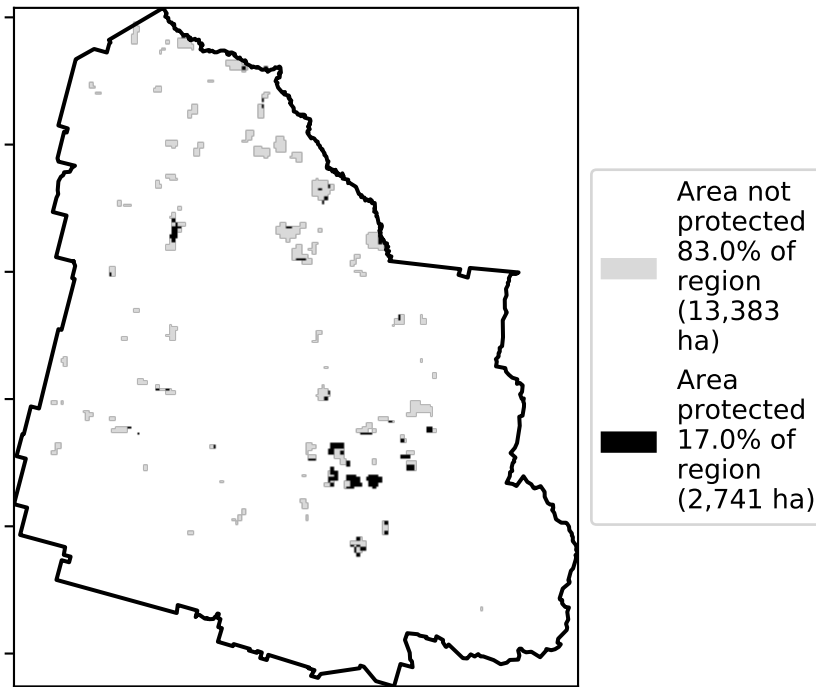 Area not
protected
83.0% of
region
(13,383
ha)
Area
protected
17.0% of
region
(2,741 ha)